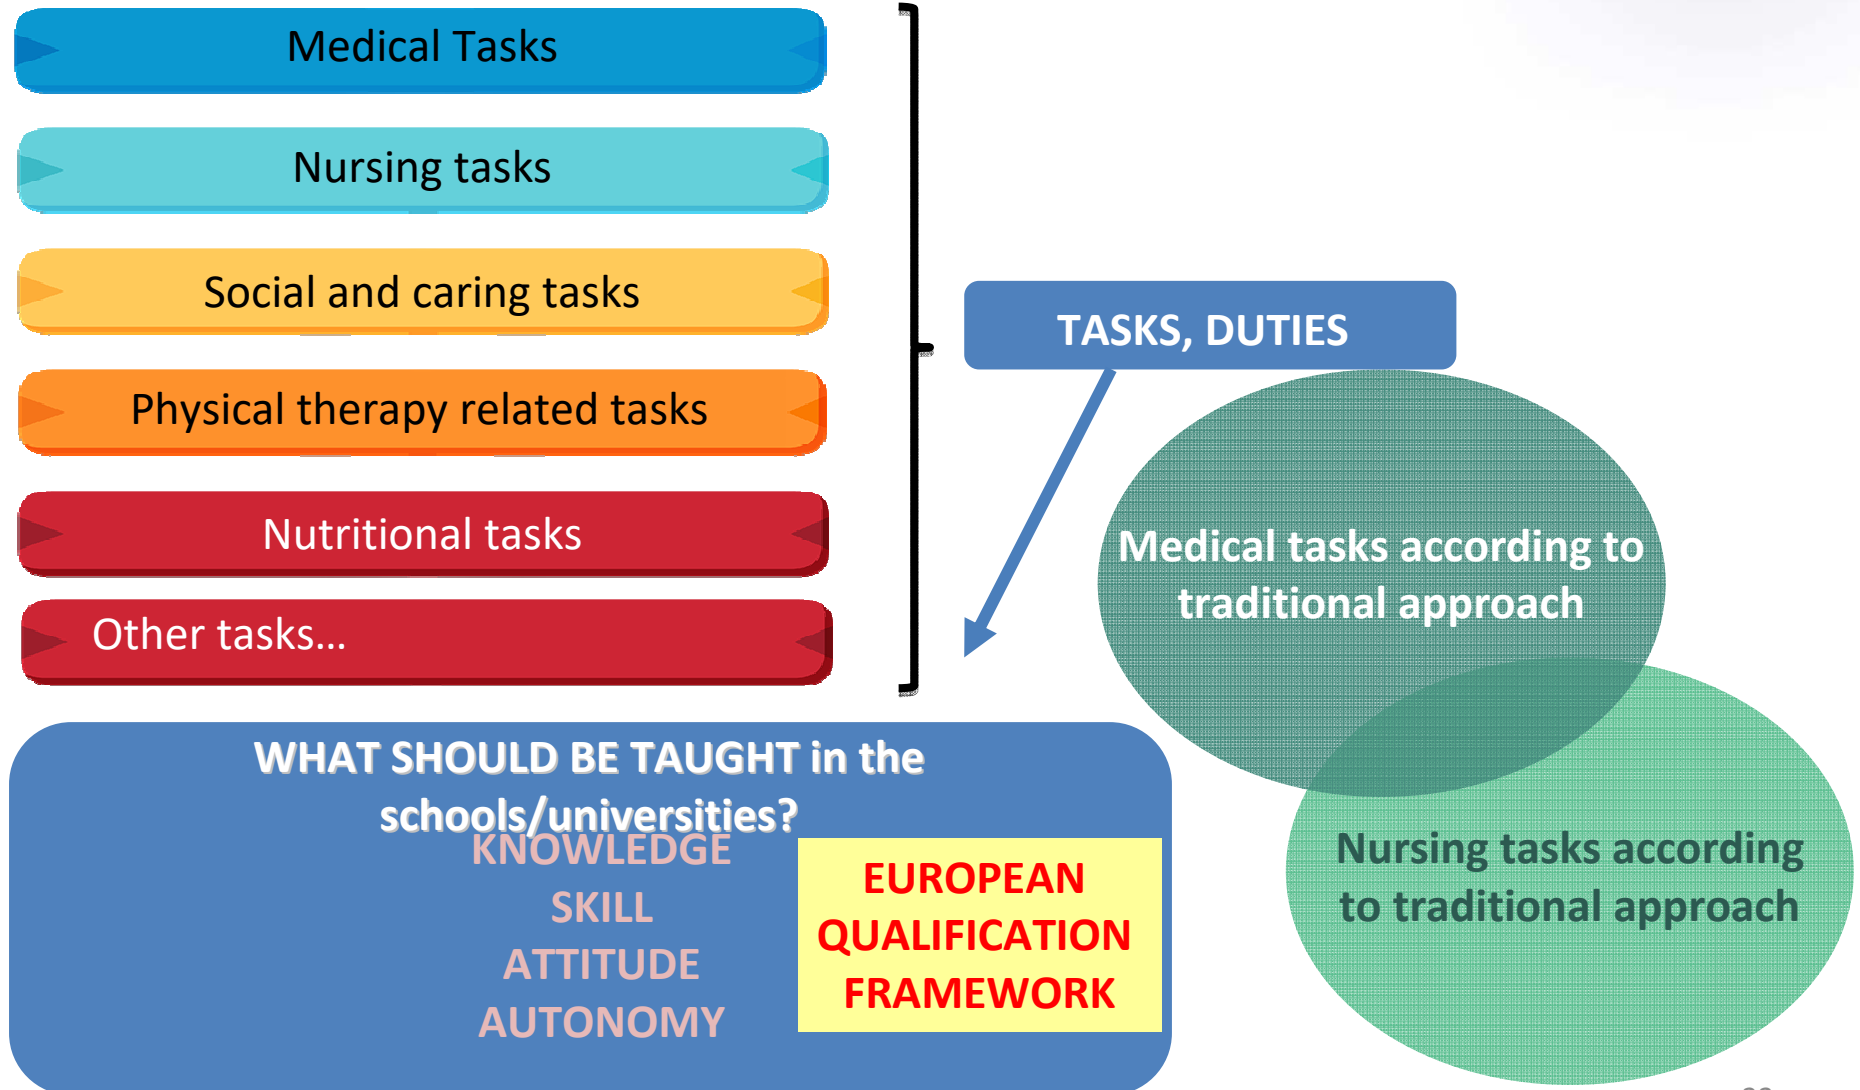 Medical Tasks
Nursing tasks
Social and caring tasks
Physical therapy related tasks
Nutritional tasks
Other tasks...
TASKS, DUTIES
Medical tasks according to
traditional approach
Nursing tasks according
to traditional approach
WHAT SHOULD BE TAUGHT in the
schools/universities?
KNOWLEDGE
SKILL
ATTITUDE
AUTONOMY
EUROPEAN
QUALIFICATION
FRAMEWORK